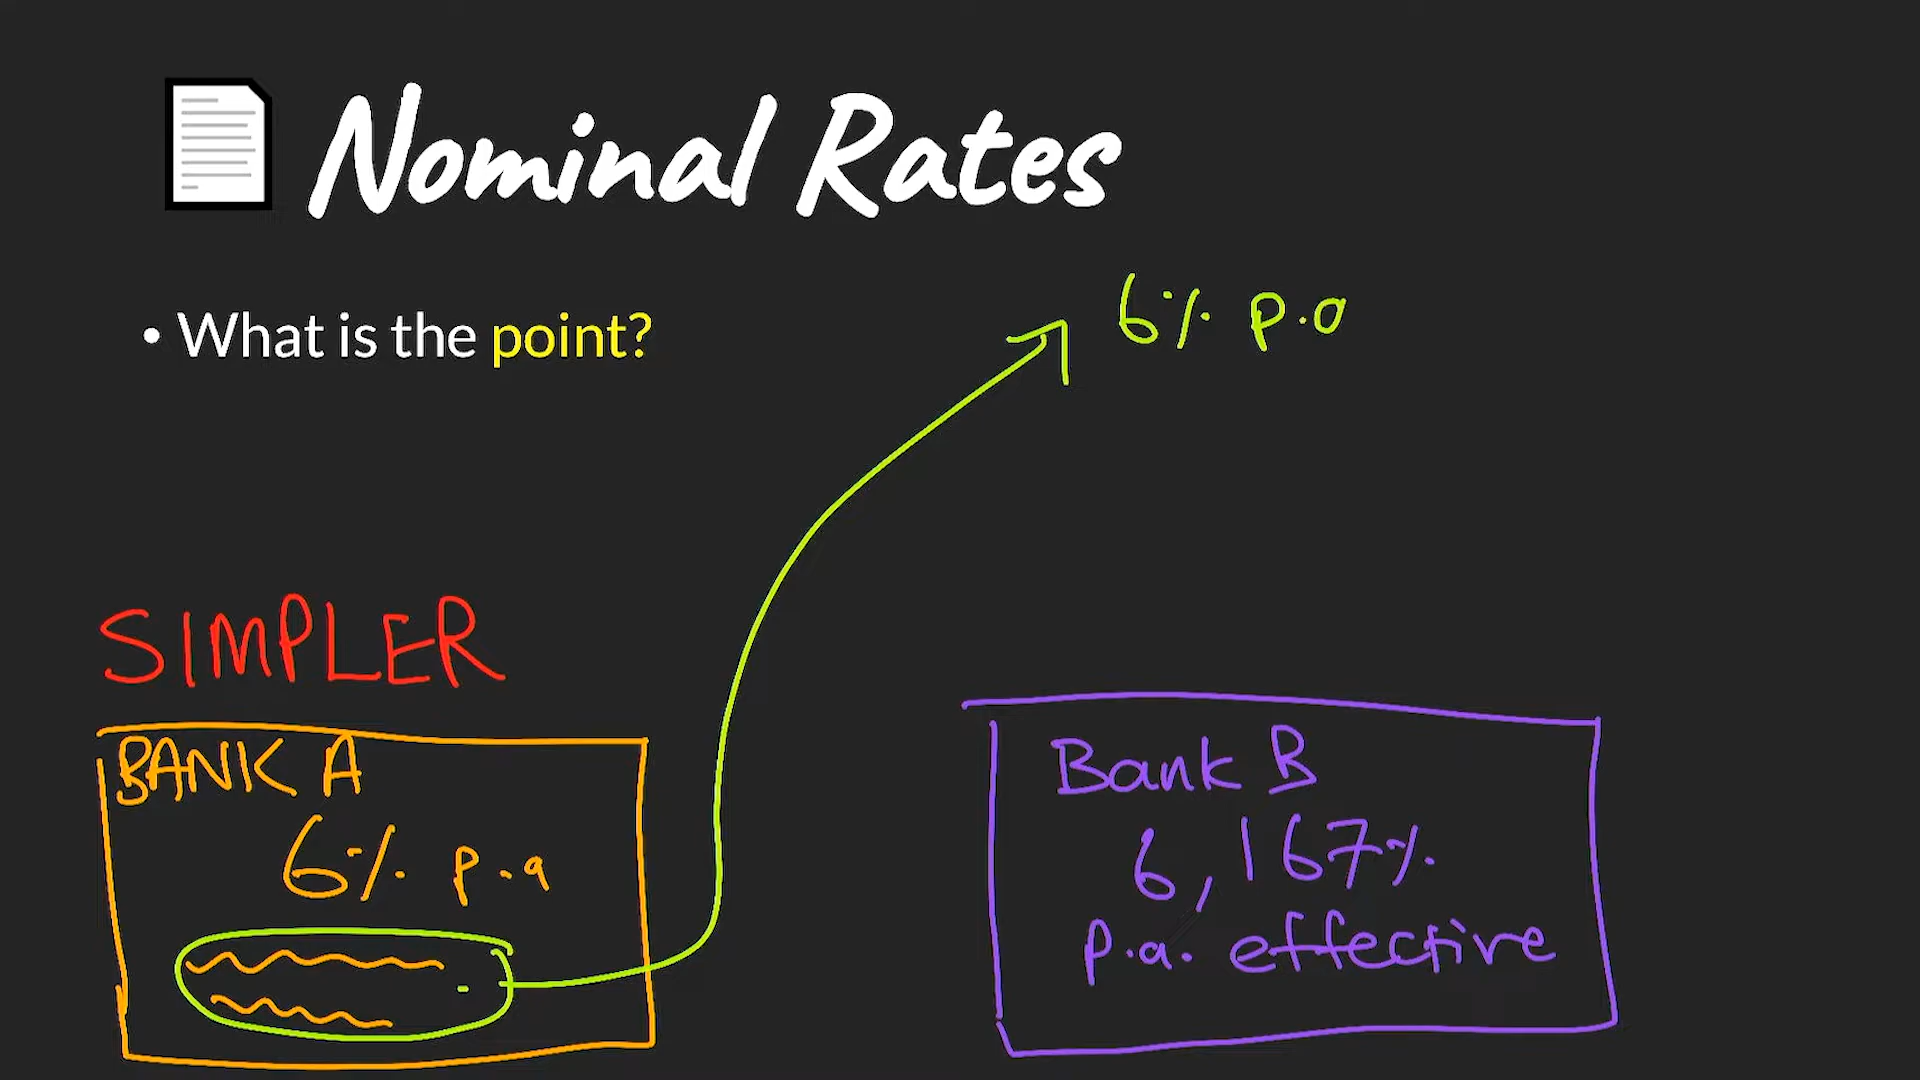 Nominal Rates
• What is the point?
6% p.a
SIMPLER
BANK A
6% p.a
Bank B
6,167%
p.a. effective